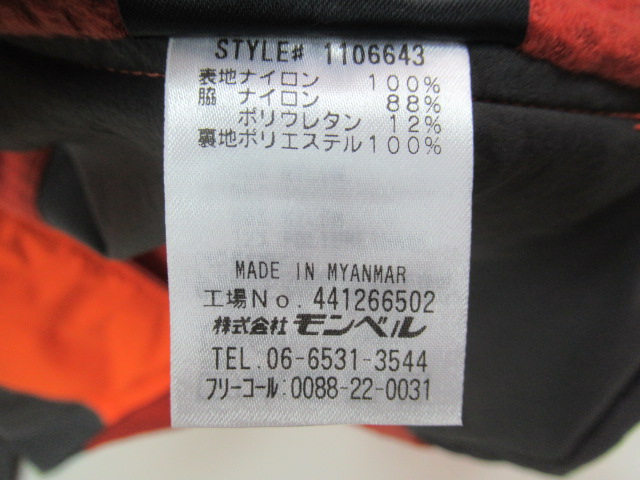 STYLE# 1106643
表地ナイロン 100%
脇 ナイロン 88%
ポリウレタン 12%
裏地ポリエステル100%
MADE IN MYANMAR
工場No. 441266502
株式会社 モンベル
TEL.06-6531-3544
フリーコール:0088-22-0031